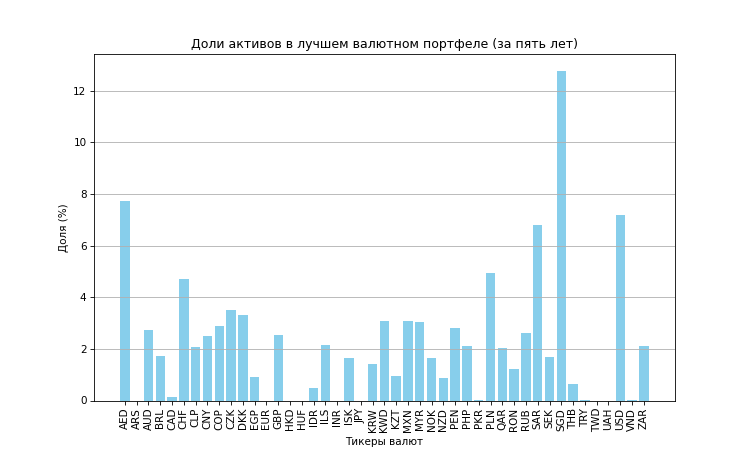 Доли активов в лучшем валютном портфеле (за пять лет)
Доля (%)
12
10
8
6
4
2
0
AED ARS AUD BRL CAD CHF CLP CNY COP CZK DKK EGP EUR GBP HKD HUF IDR ILS INR ISK JPY KRW KWD KZT MXN MYR NOK NZD PEN PHP PKR PLN QAR RON RUB SAR SEK SGD THB TRY TWD UAH USD VND ZAR
Тикеры валют